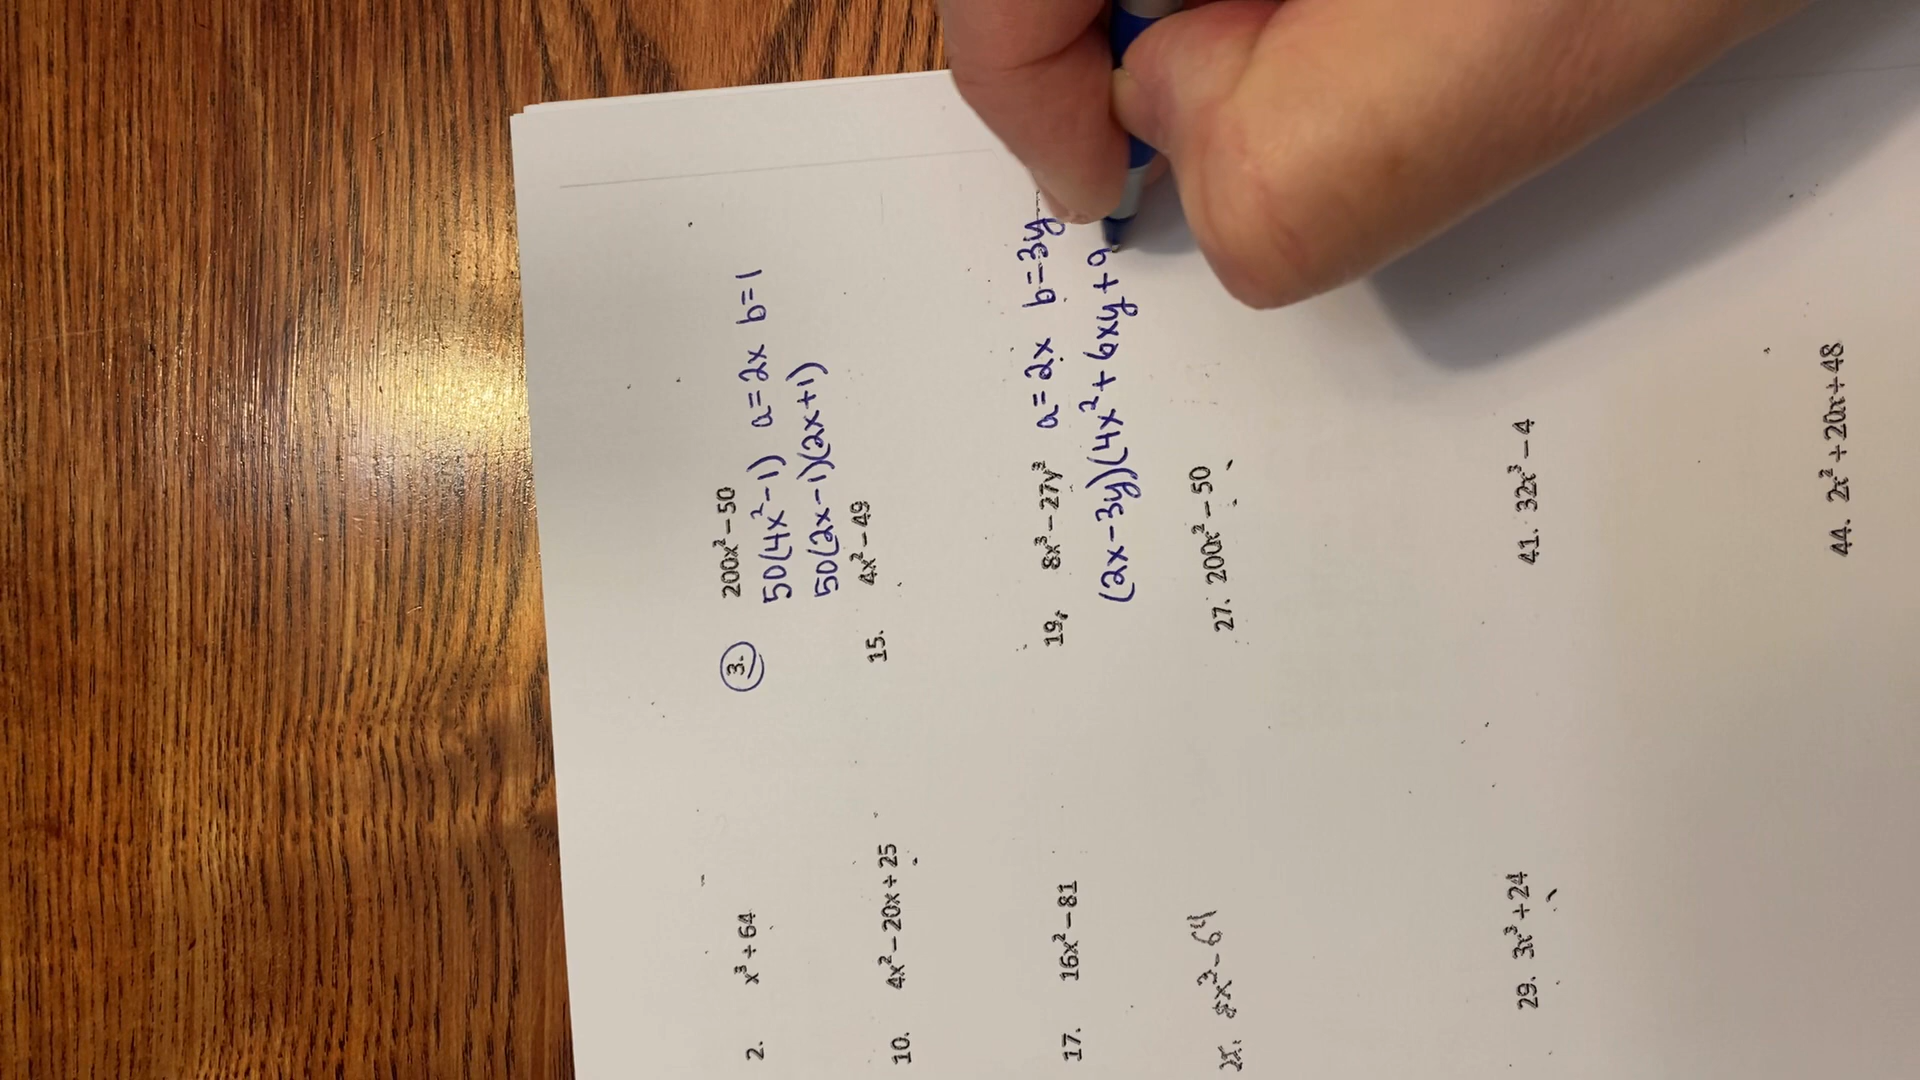 2. x³ + 64
3. 200x² – 50
50(4x² – 1) a = 2x b = 1
50(2x – 1)(2x + 1)
10. 4x² – 20x + 25
15. 4x² – 49
17. 16x² – 81
19. 8x³ – 27y³ a = 2x b = 3y
(2x – 3y)(4x² + 6xy + 9
– 64
27. 200x² – 50
29. 3x³ + 24
41. 32x³ – 4
44. 2x² + 20x + 48